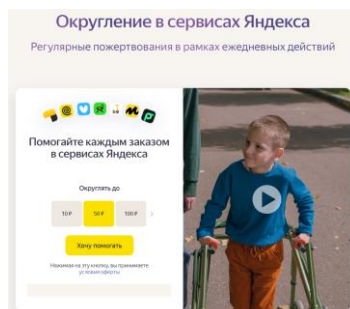 Округление в сервисах Яндекса
Регулярные пожертвования в рамках ежедневных действий
Помогайте каждым заказом
в сервисах Яндекса
Округлять до
10 ₽ 50 ₽ 100 ₽
Хочу помогать
Нажимая на эту кнопку, вы принимаете
условия оферты